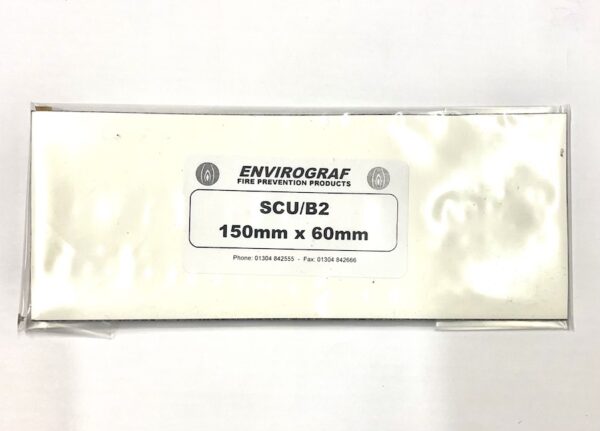 ENVIROGRAF
FIRE PREVENTION PRODUCTS
SCU/B2
150mm x 60mm
Phone: 01304 842555 - Fax: 01304 842666